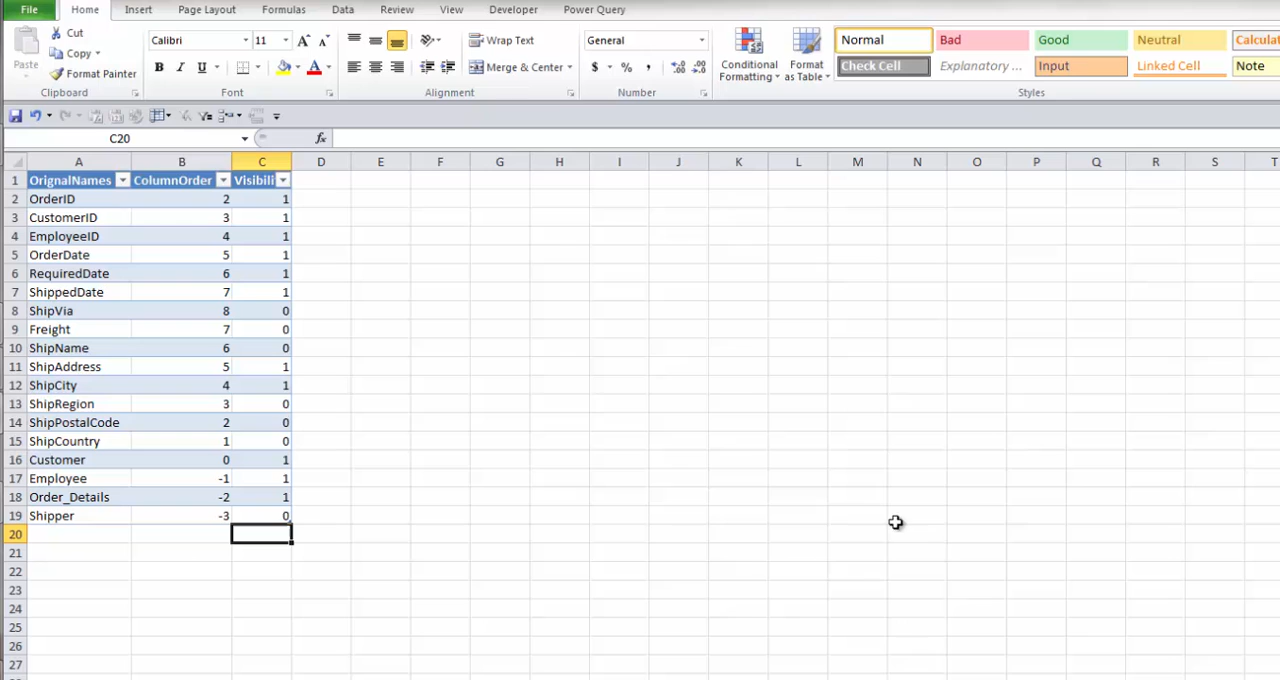 File Home Insert Page Layout Formulas Data Review View Developer Power Query
Paste Cut Copy Format Painter
Calibri 11 A A
B I U A
Wrap Text
Merge & Center
General
$ % ,
Conditional Formatting
Format as Table
Normal Bad Good Neutral Calculat
Check Cell Explanatory ... Input Linked Cell Note
Clipboard Font Alignment Number Styles
C20 fx
A B C D E F G H I J K L M N O P Q R S T
1 OrignalNames ColumnOrder Visibili
2 OrderID 2 1
3 CustomerID 3 1
4 EmployeeID 4 1
5 OrderDate 5 1
6 RequiredDate 6 1
7 ShippedDate 7 1
8 ShipVia 8 0
9 Freight 7 0
10 ShipName 6 0
11 ShipAddress 5 1
12 ShipCity 4 1
13 ShipRegion 3 0
14 ShipPostalCode 2 0
15 ShipCountry 1 0
16 Customer 0 1
17 Employee -1 1
18 Order_Details -2 1
19 Shipper -3 0
20
21
22
23
24
25
26
27